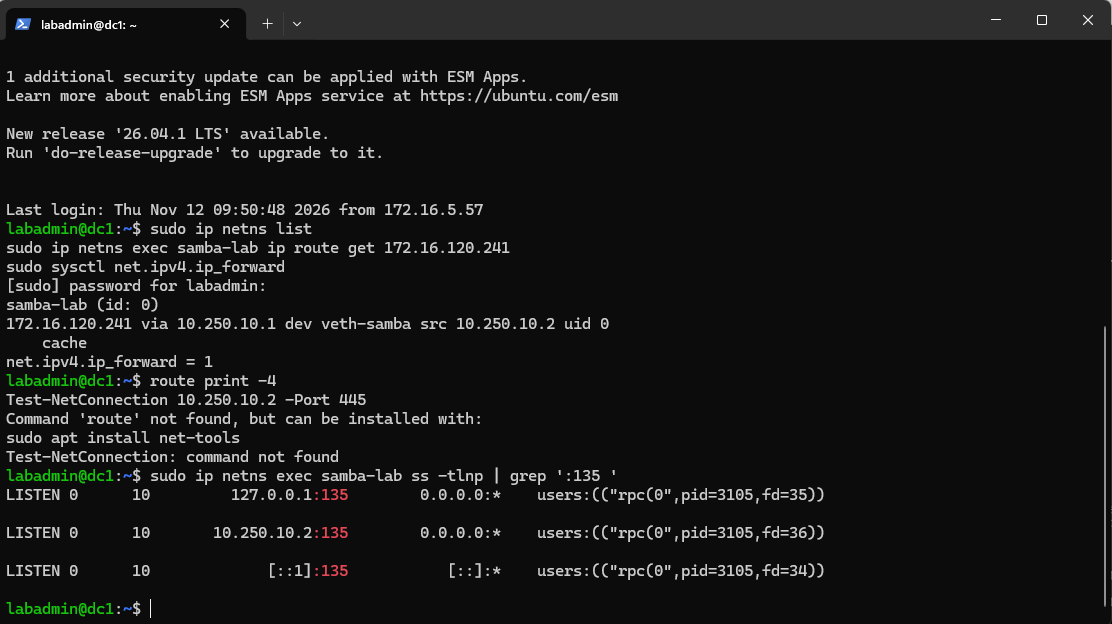 labadmin@dc1: ~
1 additional security update can be applied with ESM Apps.
Learn more about enabling ESM Apps service at https://ubuntu.com/esm
New release '26.04.1 LTS' available.
Run 'do-release-upgrade' to upgrade to it.
Last login: Thu Nov 12 09:50:48 2026 from 172.16.5.57
labadmin@dc1:~$ sudo ip netns list
sudo ip netns exec samba-lab ip route get 172.16.120.241
sudo sysctl net.ipv4.ip_forward
[sudo] password for labadmin:
samba-lab (id: 0)
172.16.120.241 via 10.250.10.1 dev veth-samba src 10.250.10.2 uid 0
    cache
net.ipv4.ip_forward = 1
labadmin@dc1:~$ route print -4
Test-NetConnection 10.250.10.2 -Port 445
Command 'route' not found, but can be installed with:
sudo apt install net-tools
Test-NetConnection: command not found
labadmin@dc1:~$ sudo ip netns exec samba-lab ss -tlnp | grep ':135 '
LISTEN 0      10         127.0.0.1:135        0.0.0.0:*    users:(("rpc(0",pid=3105,fd=35))
LISTEN 0      10       10.250.10.2:135        0.0.0.0:*    users:(("rpc(0",pid=3105,fd=36))
LISTEN 0      10             [::1]:135           [::]:*    users:(("rpc(0",pid=3105,fd=34))
labadmin@dc1:~$